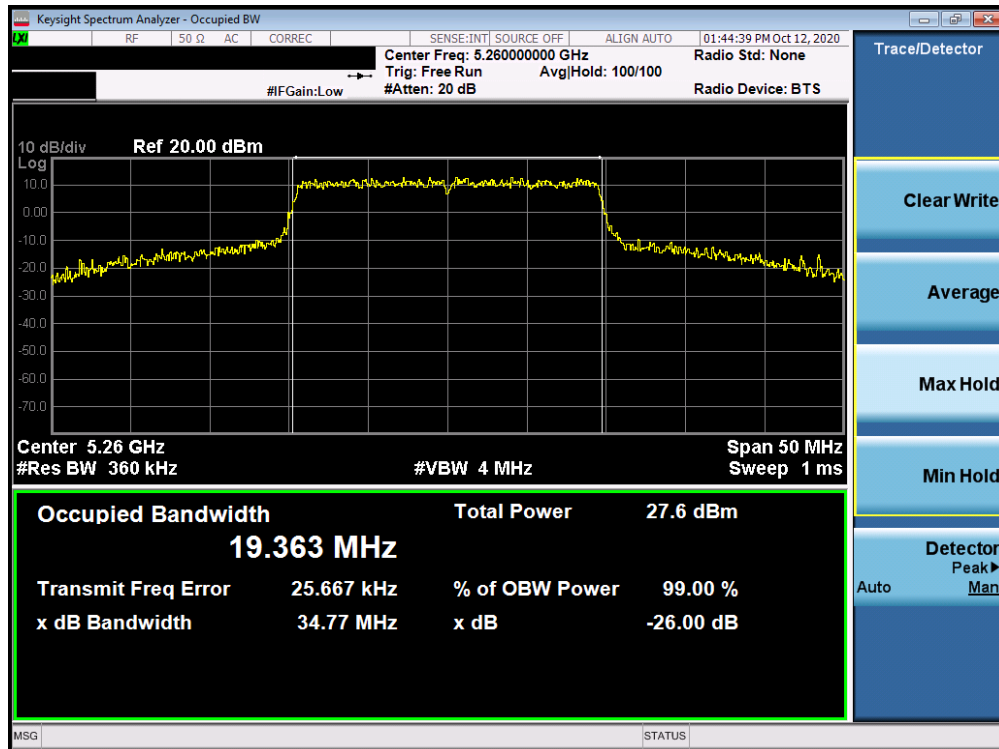 Keysight Spectrum Analyzer - Occupied BW
LXI RF 50 Ω AC CORREC SENSE:INT SOURCE OFF ALIGN AUTO 01:44:39 PM Oct 12, 2020
Center Freq: 5.260000000 GHz Radio Std: None
Trig: Free Run Avg|Hold: 100/100
#IFGain:Low #Atten: 20 dB Radio Device: BTS
10 dB/div Ref 20.00 dBm
Log
10.0
0.00
-10.0
-20.0
-30.0
-40.0
-50.0
-60.0
-70.0
Center 5.26 GHz Span 50 MHz
#Res BW 360 kHz #VBW 4 MHz Sweep 1 ms
Occupied Bandwidth Total Power 27.6 dBm
19.363 MHz
Transmit Freq Error 25.667 kHz % of OBW Power 99.00 %
x dB Bandwidth 34.77 MHz x dB -26.00 dB
MSG STATUS
Trace/Detector
Clear Write
Average
Max Hold
Min Hold
Detector
Peak
Auto Man